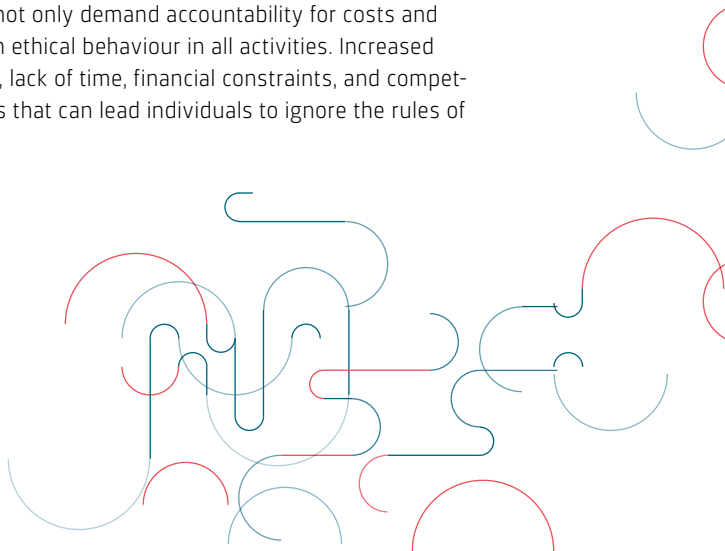 not only demand accountability for costs and
ethical behaviour in all activities. Increased
, lack of time, financial constraints, and compet-
s that can lead individuals to ignore the rules of